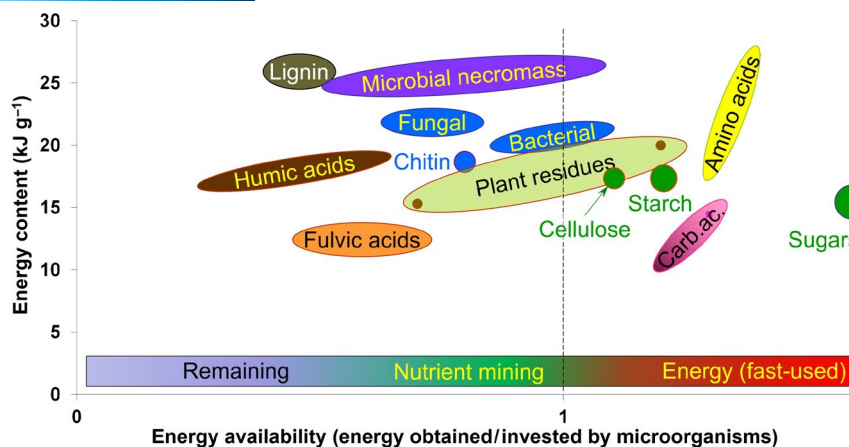 30
25
20
15
10
5
0
Energy content (kJ g⁻¹)
Lignin
Microbial necromass
Fungal
Bacterial
Amino acids
Humic acids
Chitin
Plant residues
Cellulose
Starch
Fulvic acids
Carb.ac.
Sugar
Remaining
Nutrient mining
Energy (fast-used)
0
1
Energy availability (energy obtained/invested by microorganisms)